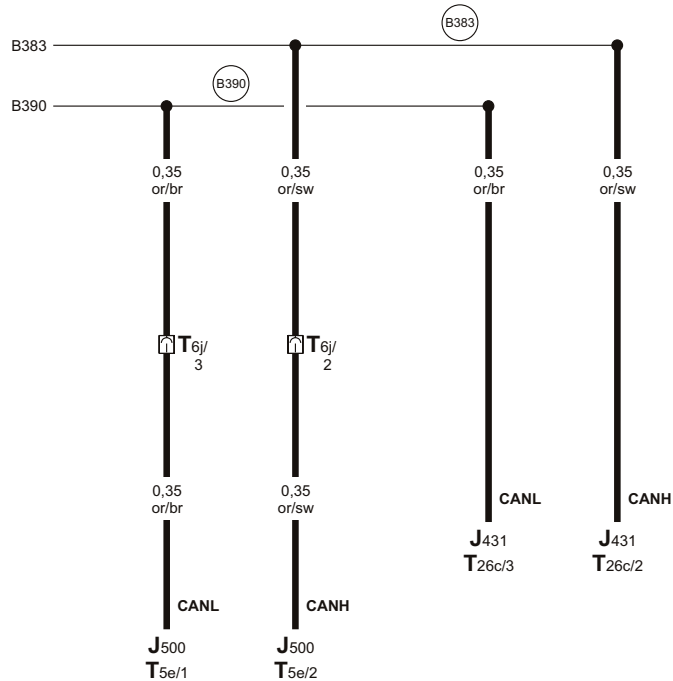 B383
B383
B390
B390
0,35
or/br
0,35
or/sw
0,35
or/br
0,35
or/sw
T6j/
3
T6j/
2
0,35
or/br
0,35
or/sw
CANL
CANH
J431
T26c/3
J431
T26c/2
CANL
CANH
J500
T5e/1
J500
T5e/2